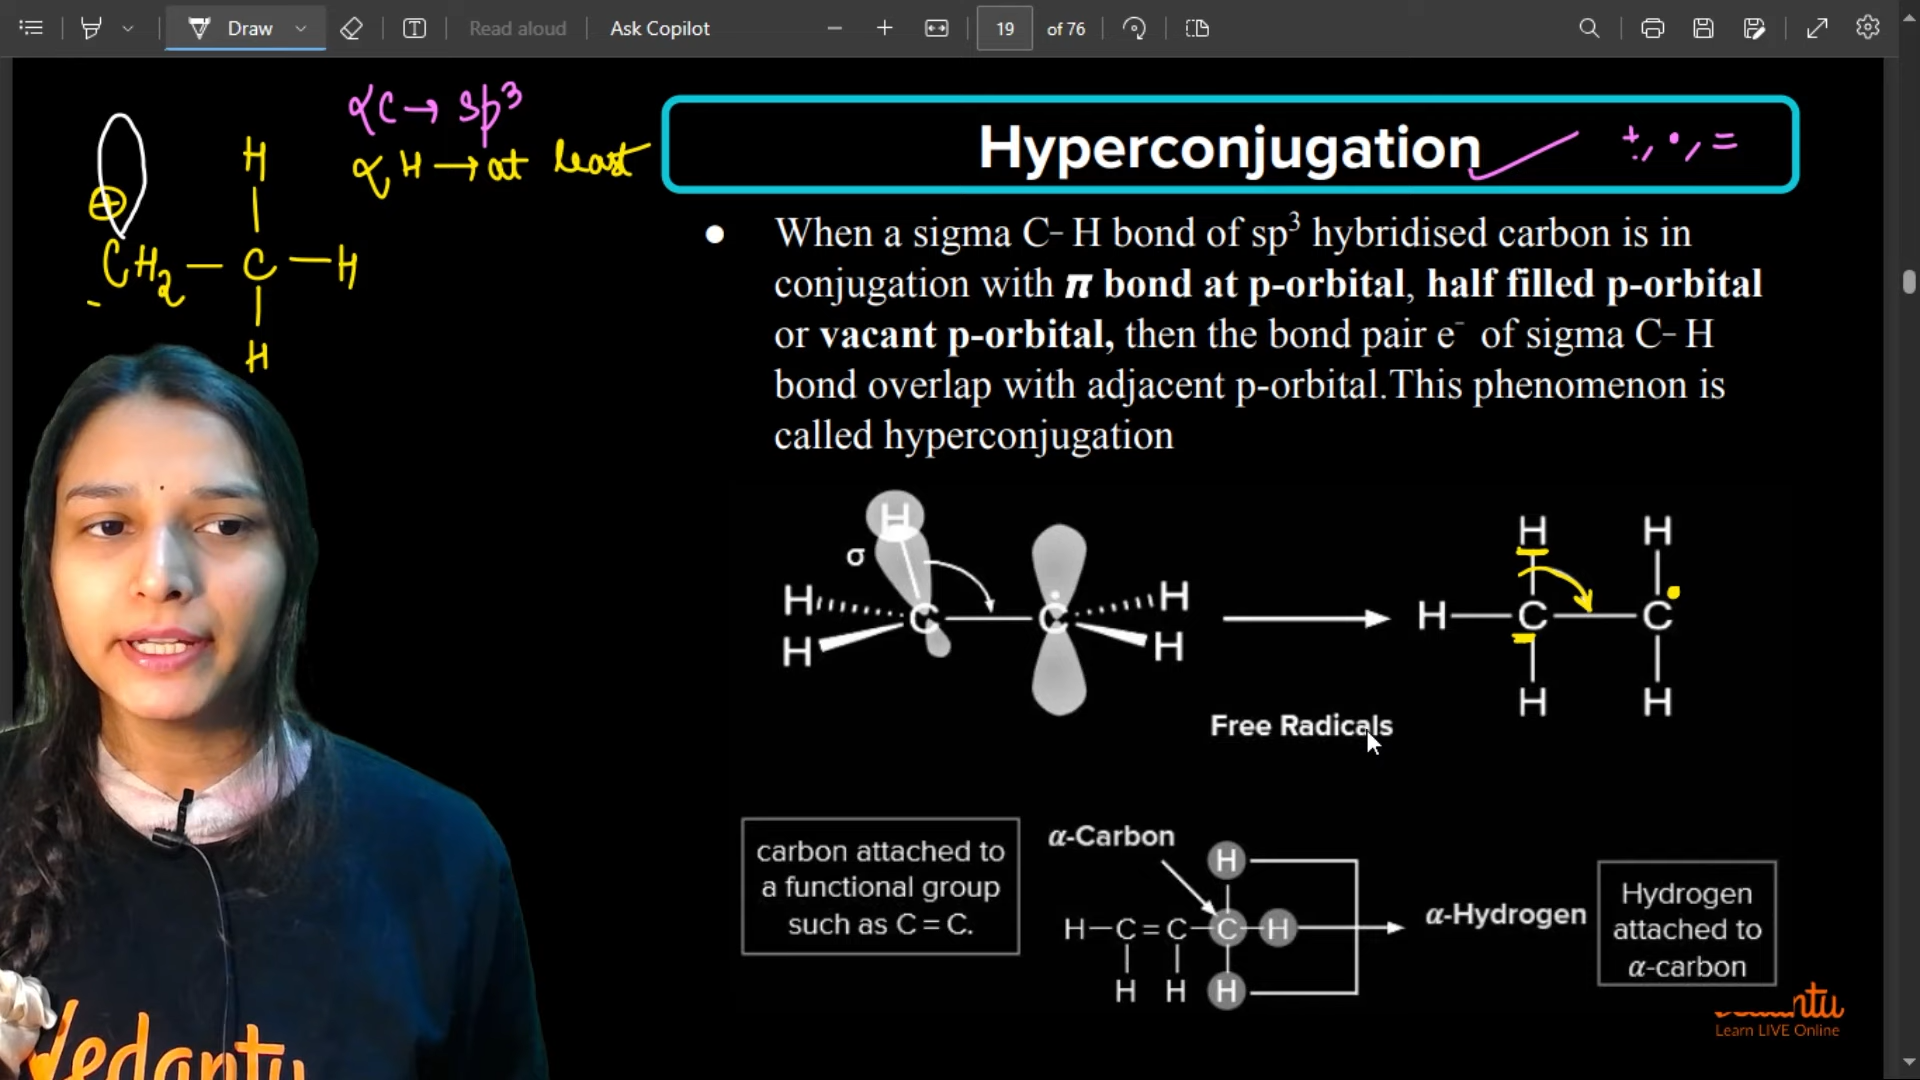 Draw
Read aloud
Ask Copilot
19
of 76
αC → sp³
αH → at least
⊕
CH₂ — C — H
H
H
Hyperconjugation
+, •, =
• When a sigma C- H bond of sp³ hybridised carbon is in
conjugation with π bond at p-orbital, half filled p-orbital
or vacant p-orbital, then the bond pair e⁻ of sigma C- H
bond overlap with adjacent p-orbital.This phenomenon is
called hyperconjugation
H
σ
H
H
C
Ċ
H
H
H H
H—C—C•
H H
Free Radicals
carbon attached to
a functional group
such as C = C.
α-Carbon
H
H—C=C—C—H
H H H
α-Hydrogen
Hydrogen
attached to
α-carbon
Vedantu
Learn LIVE Online
Vedantu